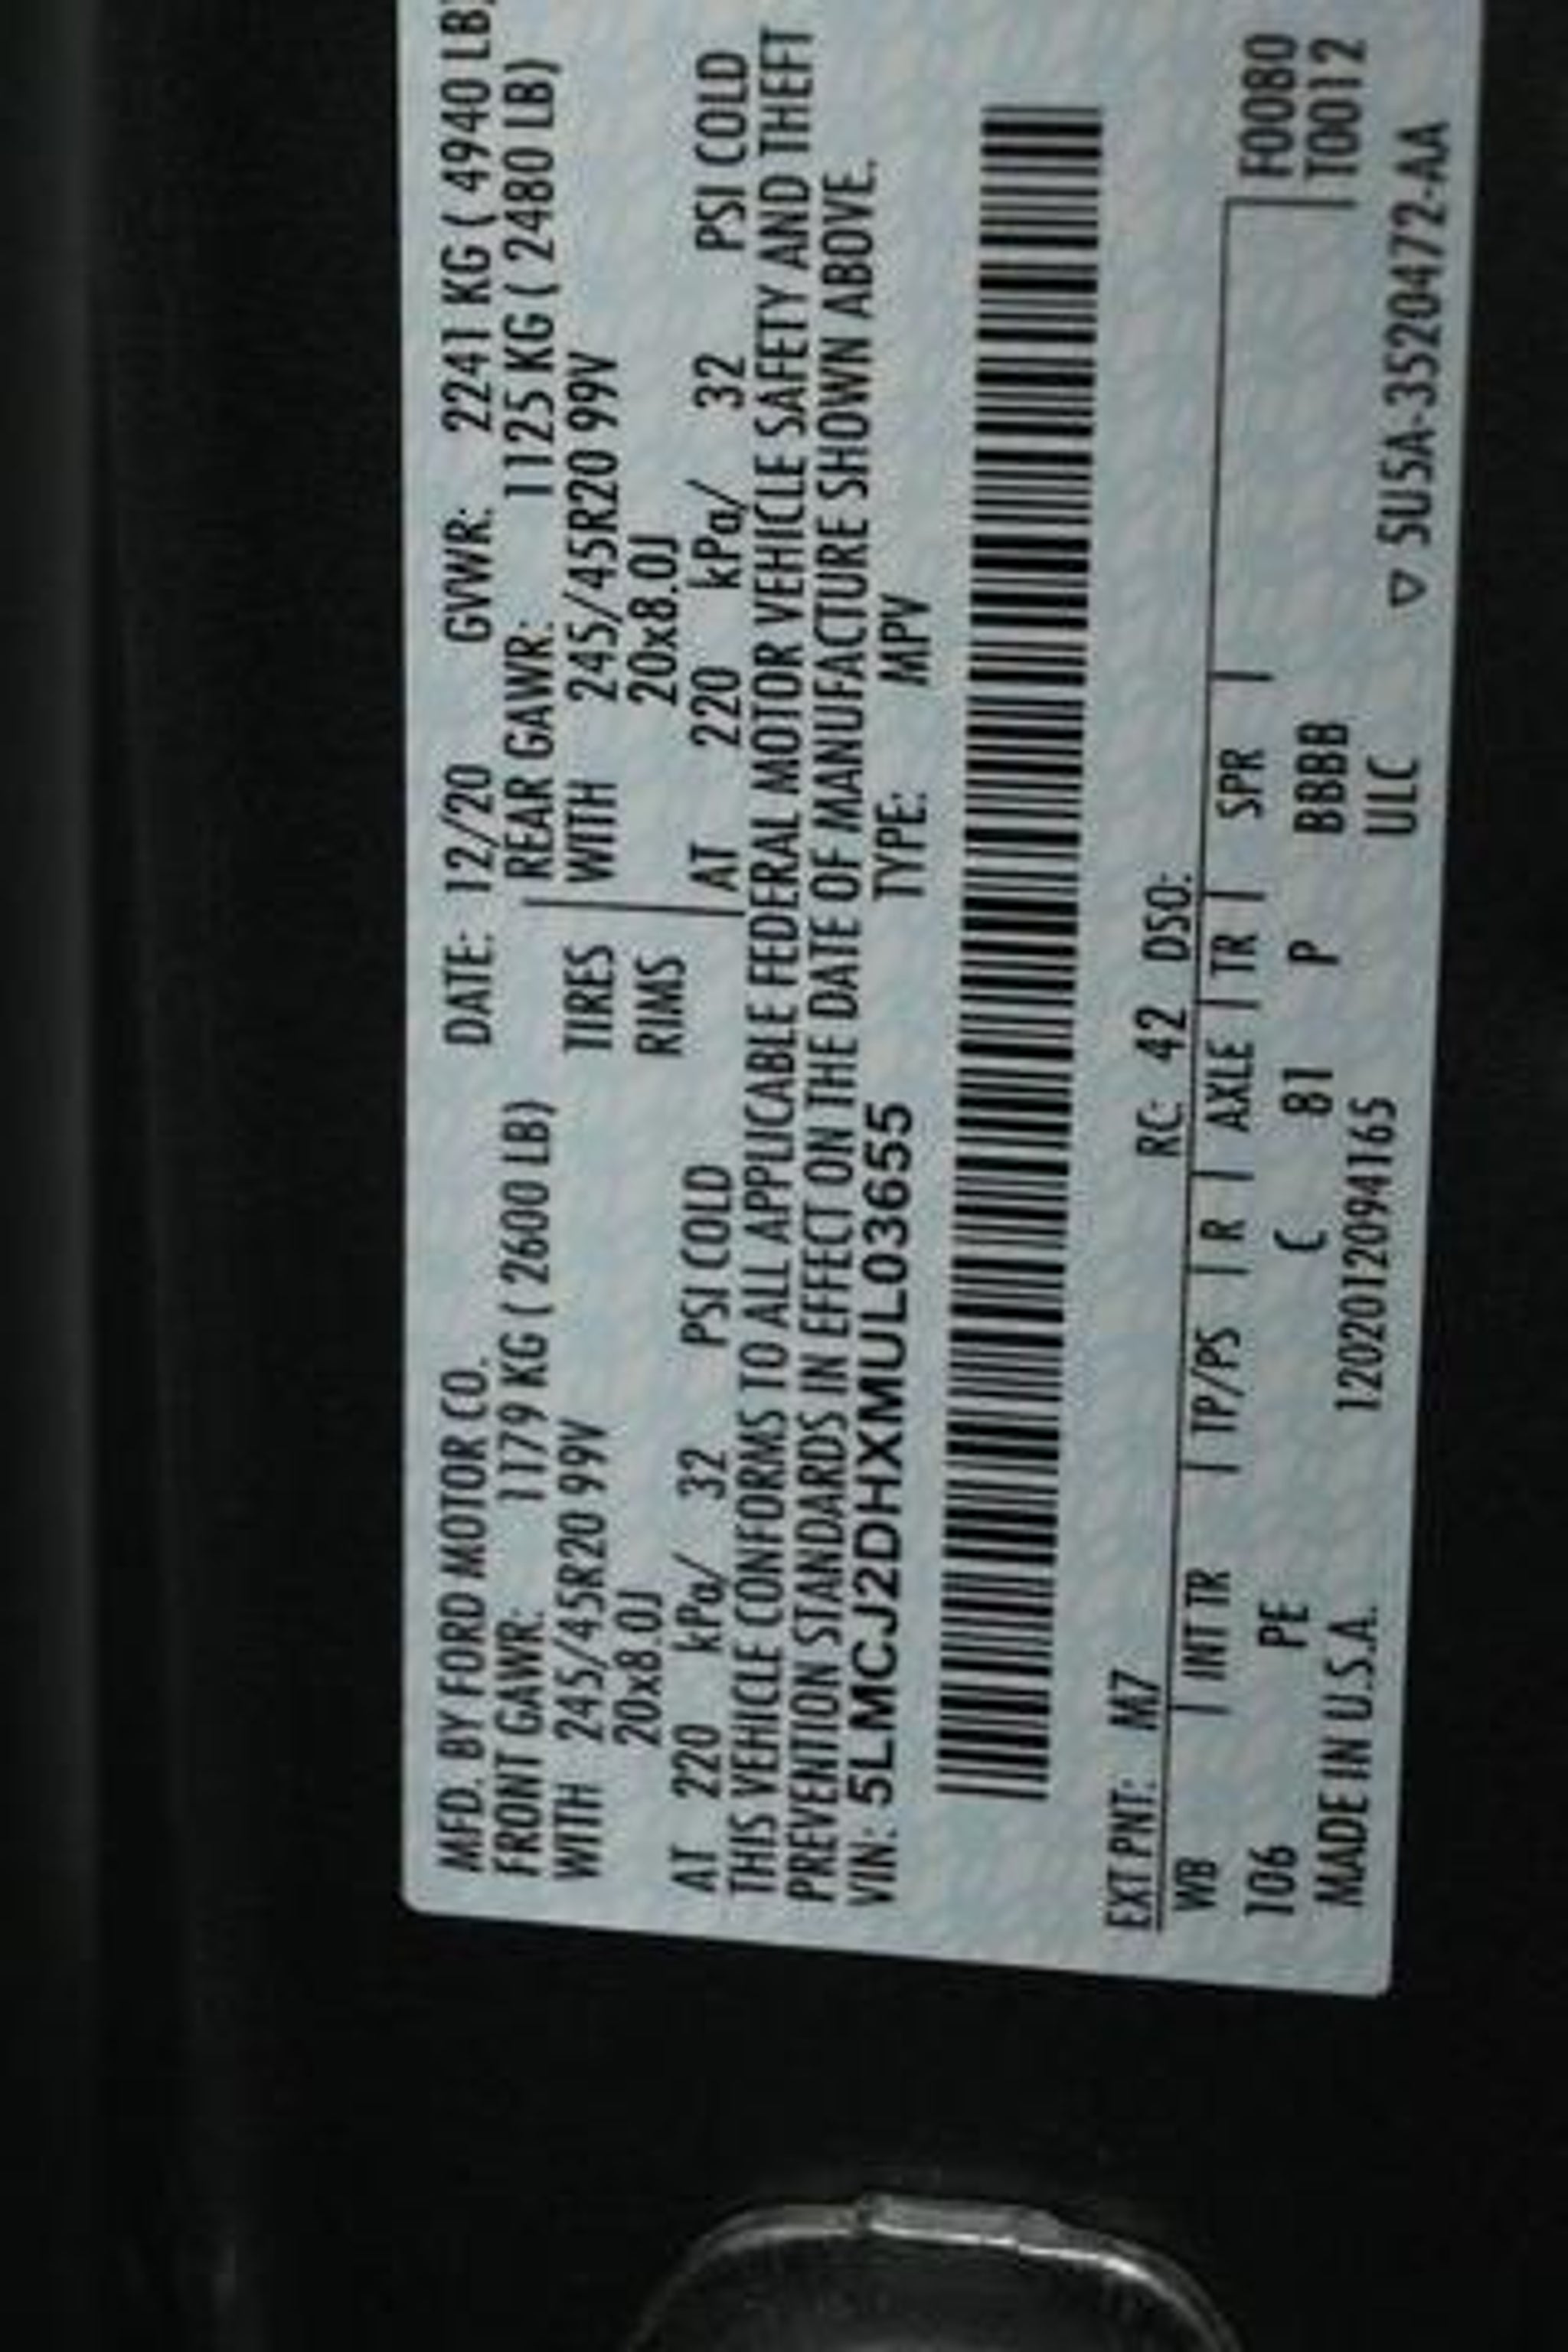 MFD. BY FORD MOTOR CO. DATE: 12/20 GVWR: 2241 KG ( 4940 LB)
FRONT GAWR: 1179 KG ( 2600 LB) REAR GAWR: 1125 KG ( 2480 LB)
WITH 245/45R20 99V TIRES WITH 245/45R20 99V
20x8.0J RIMS 20x8.0J
AT 220 kPa/ 32 PSI COLD AT 220 kPa/ 32 PSI COLD
THIS VEHICLE CONFORMS TO ALL APPLICABLE FEDERAL MOTOR VEHICLE SAFETY AND THEFT
PREVENTION STANDARDS IN EFFECT ON THE DATE OF MANUFACTURE SHOWN ABOVE.
VIN: 5LMCJ2DHXMUL03655 TYPE: MPV
EXT PNT: M7 RC: 42 DSO:
WB | INT TR | TP/PS | R | AXLE | TR | SPR | F0080
106 PE C 81 P BBBB T0012
MADE IN U.S.A. 1202012094165 ULC ▽ 5U5A-3520472-AA